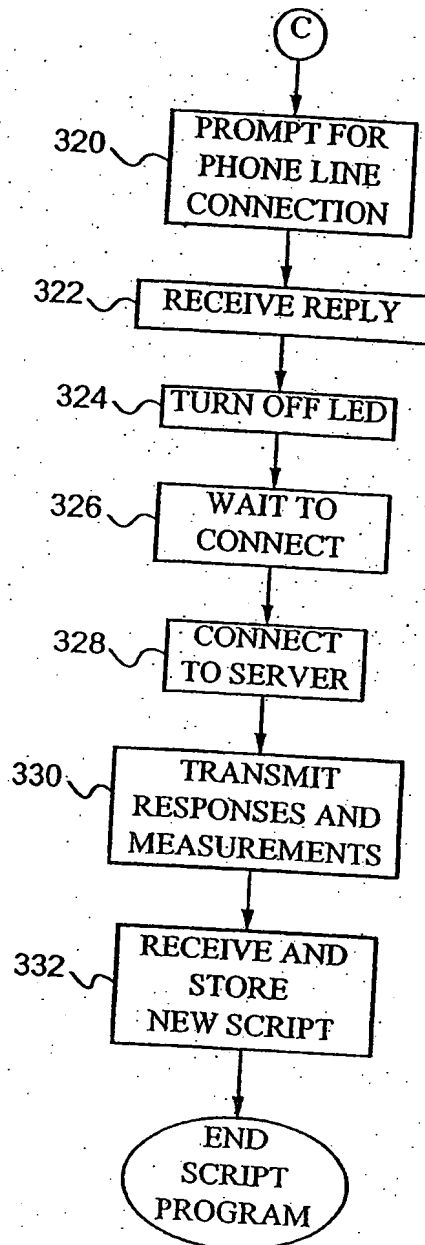 C
320
PROMPT FOR
PHONE LINE
CONNECTION
322
RECEIVE REPLY
324
TURN OFF LED
326
WAIT TO
CONNECT
328
CONNECT
TO SERVER
330
TRANSMIT
RESPONSES AND
MEASUREMENTS
332
RECEIVE AND
STORE
NEW SCRIPT
END
SCRIPT
PROGRAM